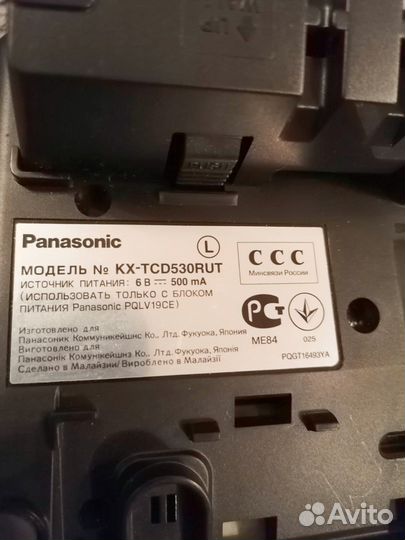 UP
Panasonic
L
МОДЕЛЬ № KX-TCD530RUT
ИСТОЧНИК ПИТАНИЯ: 6 В 500 mA
(ИСПОЛЬЗОВАТЬ ТОЛЬКО С БЛОКОМ
ПИТАНИЯ Panasonic PQLV19CE)
Изготовлено для
Панасоник Коммуникейшнс Ко., Лтд. Фукуока, Япония
Виготовлено для
Панасонік Комунікейшнз Ко., Лтд. Фукуока, Японія
Сделано в Малайзии/Вироблено в Малайзії
ССС
Минсвязи России
ME84
025
PQGT16493YA
Avito